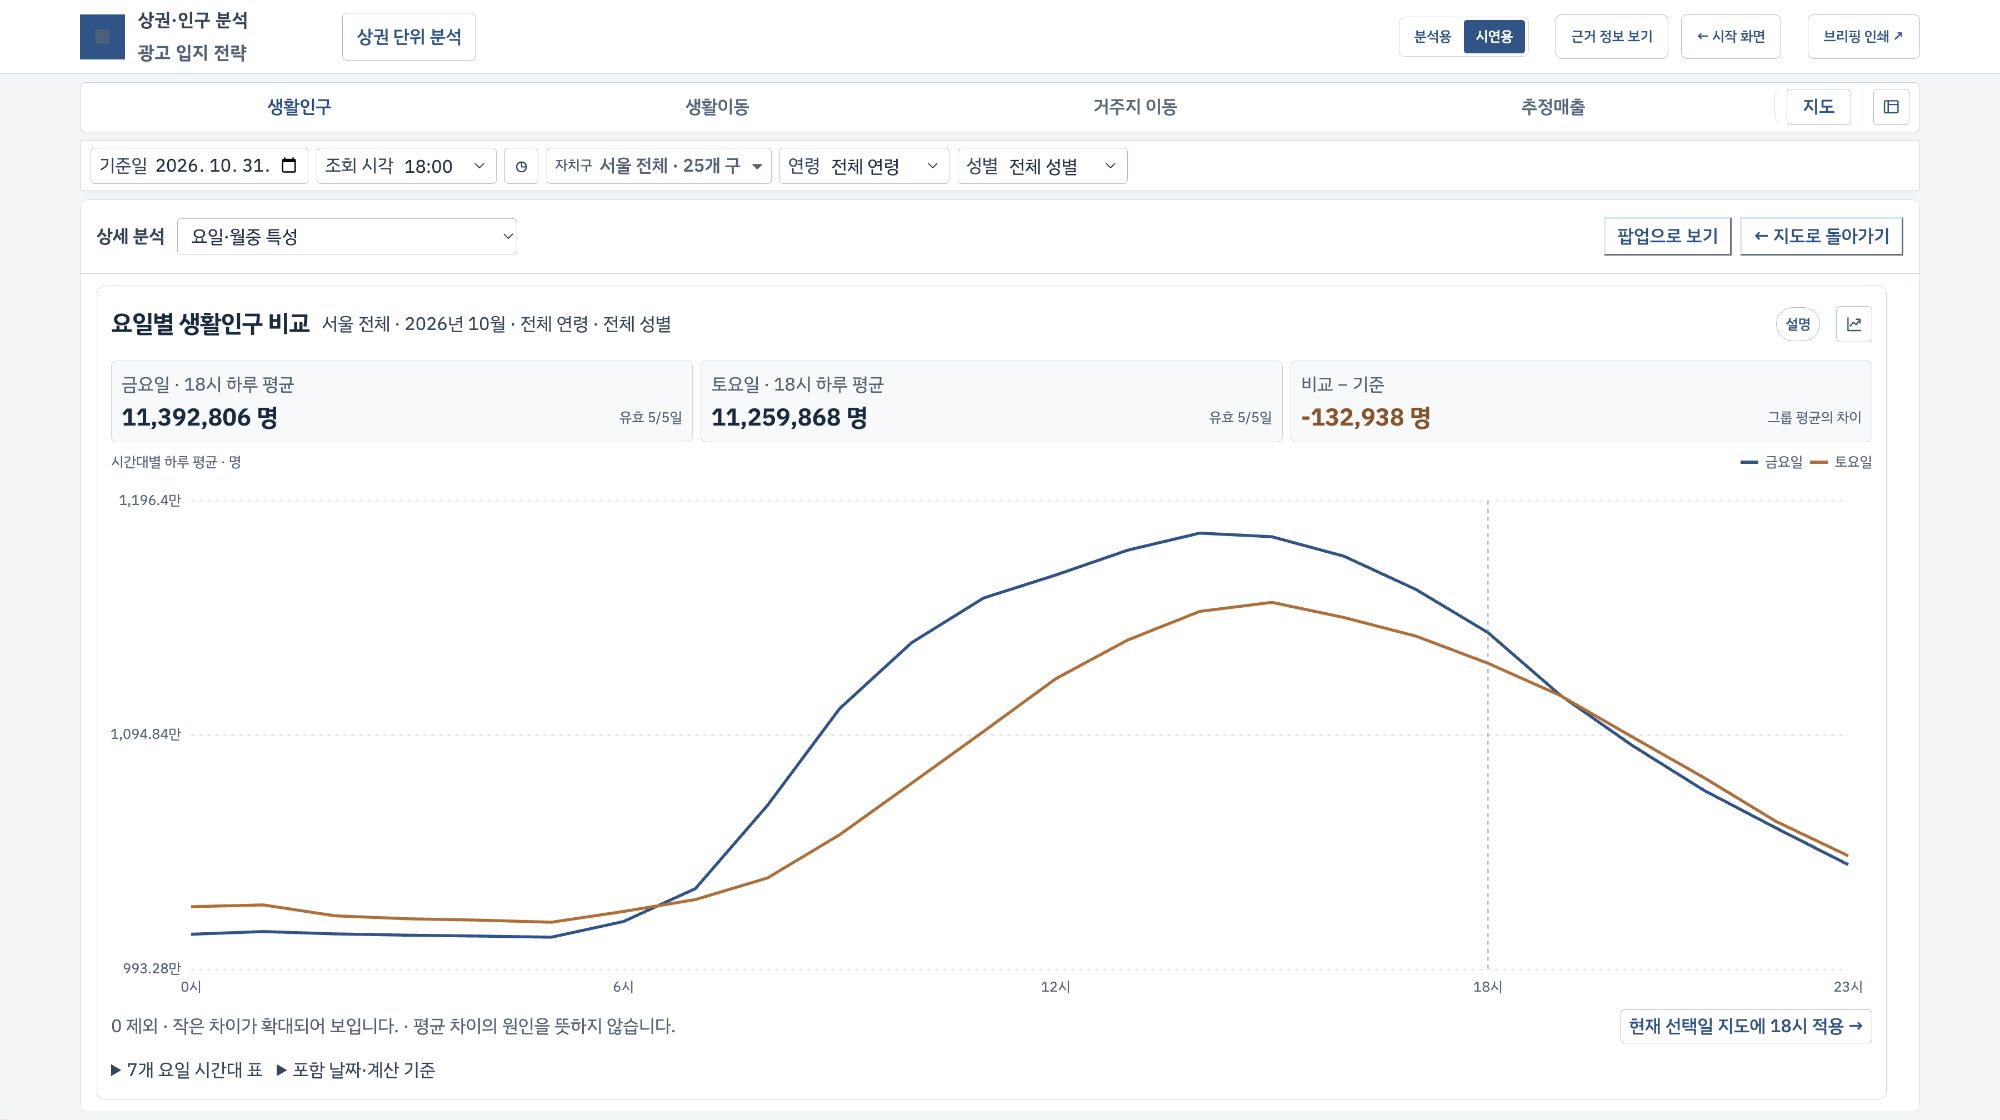 상권·인구 분석
광고 입지 전략
상권 단위 분석
분석용 시연용 근거 정보 보기 ← 시작 화면 브리핑 인쇄 ↗
생활인구 생활이동 거주지 이동 추정매출 지도
기준일 2026. 10. 31. 조회 시각 18:00 자치구 서울 전체 · 25개 구 연령 전체 연령 성별 전체 성별
상세 분석 요일·월중 특성 팝업으로 보기 ← 지도로 돌아가기
요일별 생활인구 비교 서울 전체 · 2026년 10월 · 전체 연령 · 전체 성별 설명
금요일 · 18시 하루 평균
11,392,806 명 유효 5/5일
토요일 · 18시 하루 평균
11,259,868 명 유효 5/5일
비교 − 기준
-132,938 명 그룹 평균의 차이
시간대별 하루 평균 · 명 금요일 토요일
1,196.4만
1,094.84만
993.28만
0시 6시 12시 18시 23시
0 제외 · 작은 차이가 확대되어 보입니다. · 평균 차이의 원인을 뜻하지 않습니다. 현재 선택일 지도에 18시 적용 →
▶ 7개 요일 시간대 표 ▶ 포함 날짜·계산 기준